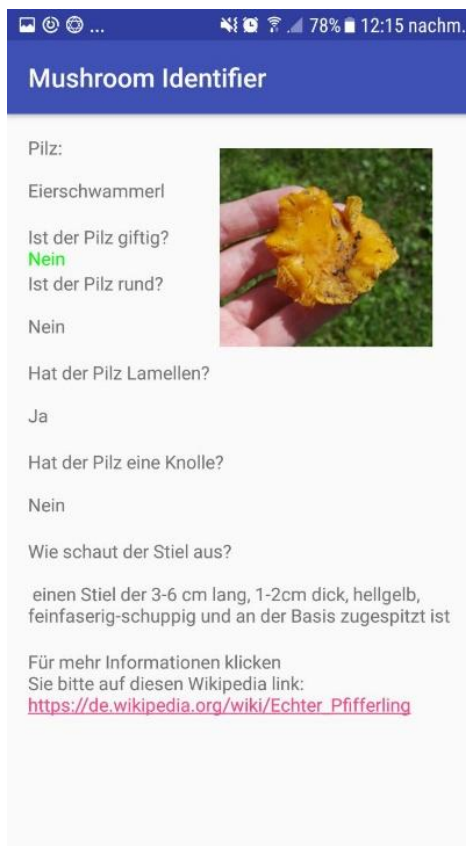 ... 78% 12:15 nachm.
Mushroom Identifier
Pilz:
Eierschwammerl
Ist der Pilz giftig?
Nein
Ist der Pilz rund?
Nein
Hat der Pilz Lamellen?
Ja
Hat der Pilz eine Knolle?
Nein
Wie schaut der Stiel aus?
einen Stiel der 3-6 cm lang, 1-2cm dick, hellgelb,
feinfaserig-schuppig und an der Basis zugespitzt ist
Für mehr Informationen klicken
Sie bitte auf diesen Wikipedia link:
https://de.wikipedia.org/wiki/Echter_Pfifferling